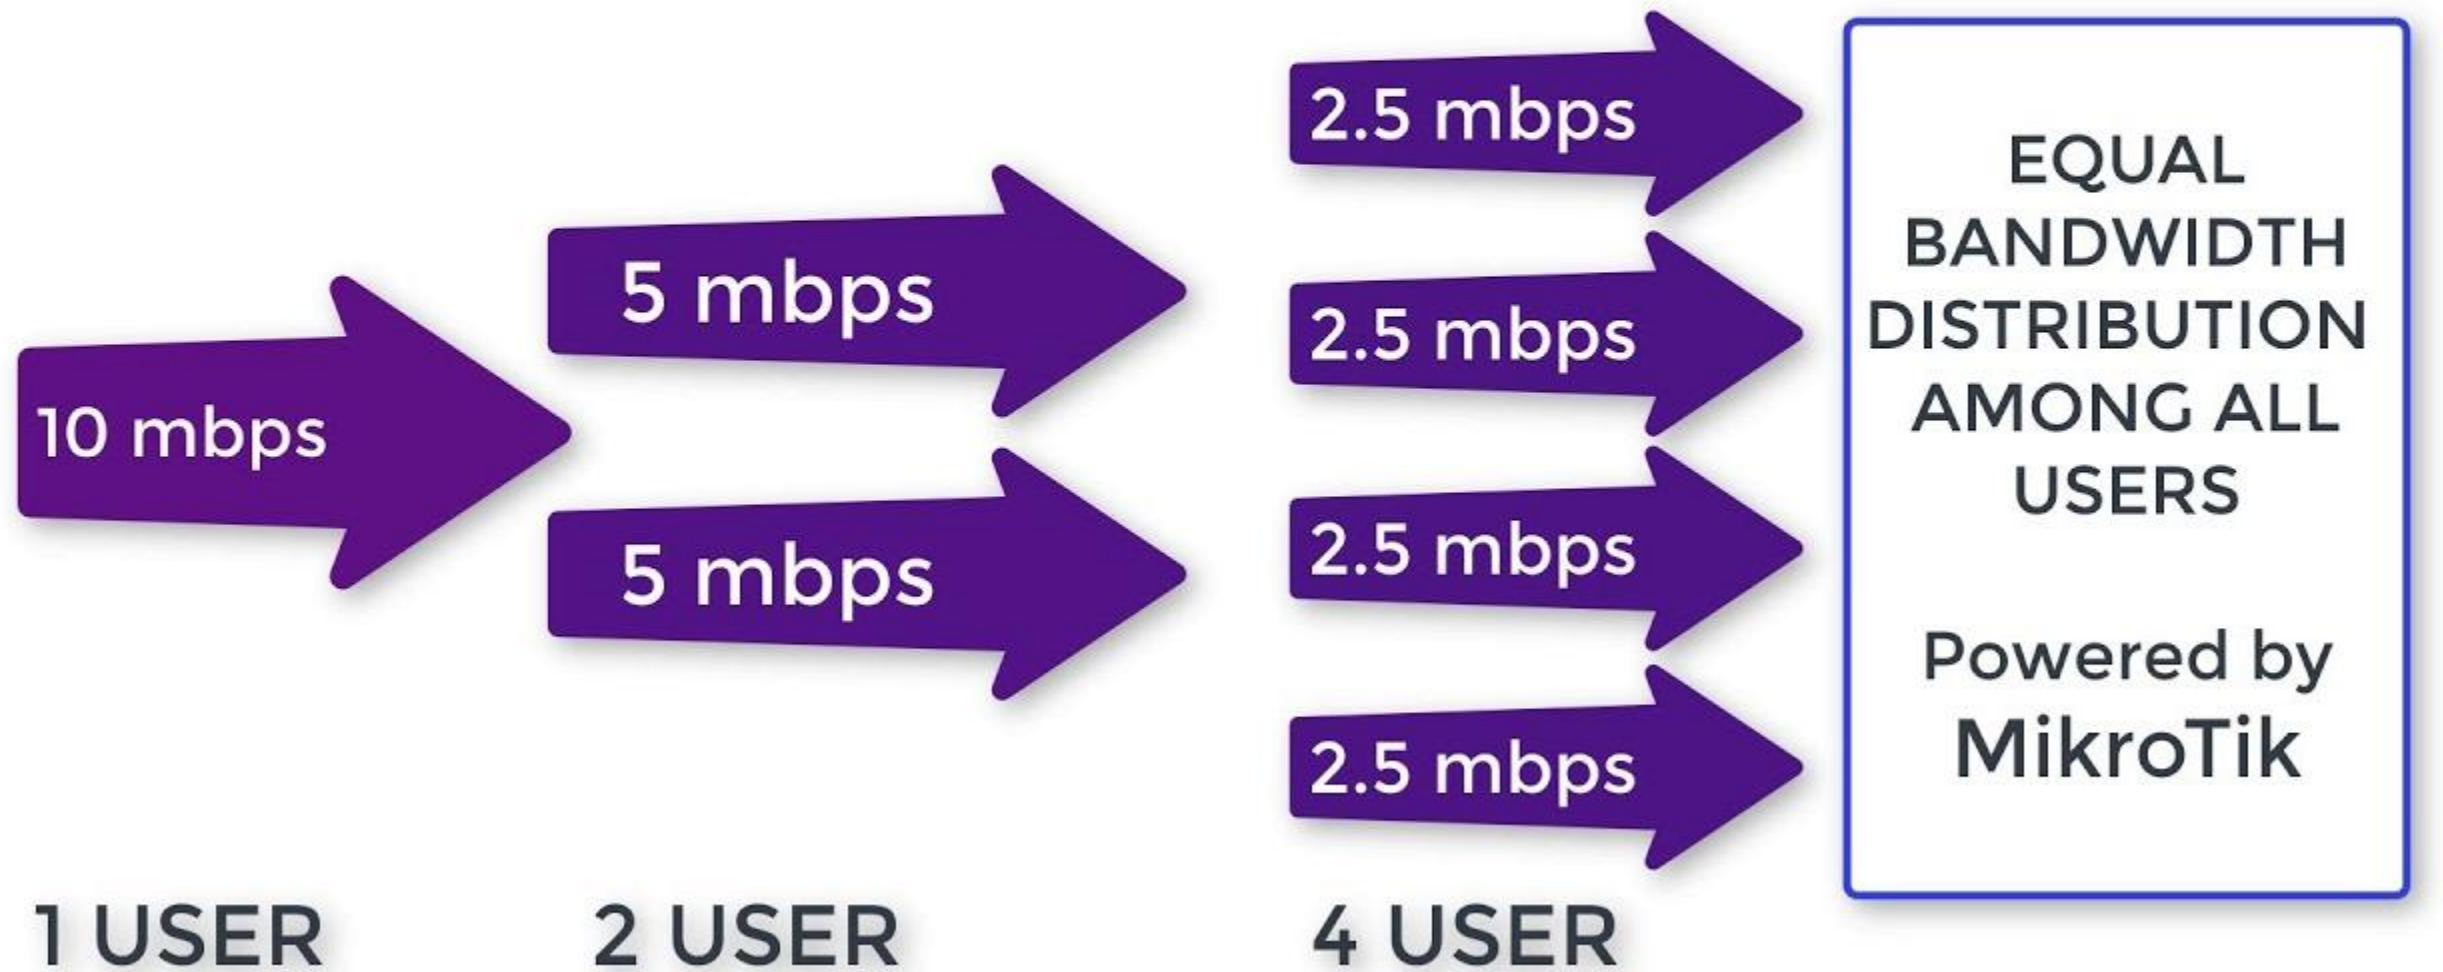 10 mbps
1 USER
5 mbps
5 mbps
2 USER
2.5 mbps
2.5 mbps
2.5 mbps
2.5 mbps
4 USER
EQUAL
BANDWIDTH
DISTRIBUTION
AMONG ALL
USERS
Powered by
MikroTik